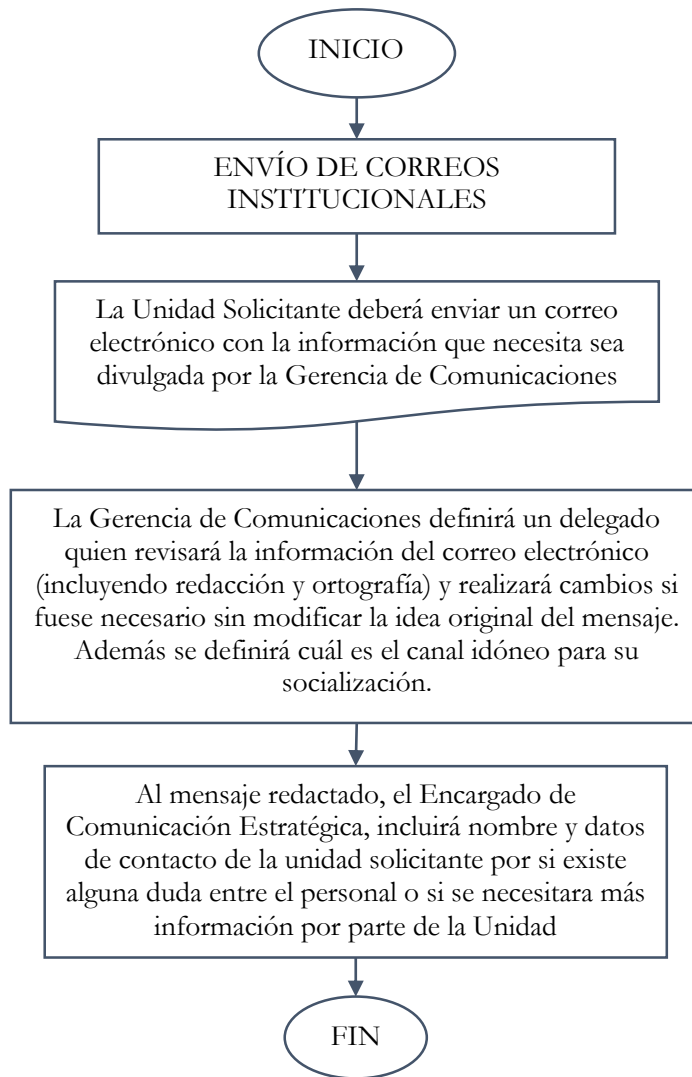 INICIO
ENVÍO DE CORREOS
INSTITUCIONALES
La Unidad Solicitante deberá enviar un correo
electrónico con la información que necesita sea
divulgada por la Gerencia de Comunicaciones
La Gerencia de Comunicaciones definirá un delegado
quien revisará la información del correo electrónico
(incluyendo redacción y ortografía) y realizará cambios si
fuese necesario sin modificar la idea original del mensaje.
Además se definirá cuál es el canal idóneo para su
socialización.
Al mensaje redactado, el Encargado de
Comunicación Estratégica, incluirá nombre y datos
de contacto de la unidad solicitante por si existe
alguna duda entre el personal o si se necesitara más
información por parte de la Unidad
FIN